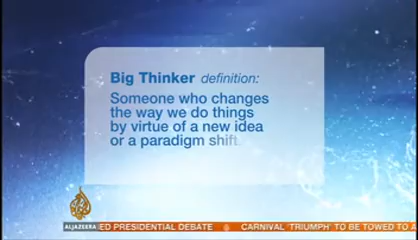 Big Thinker definition:
Someone who changes
the way we do things
by virtue of a new idea
or a paradigm shift.
ALJAZEERA ED PRESIDENTIAL DEBATE CARNIVAL 'TRIUMPH' TO BE TOWED TO